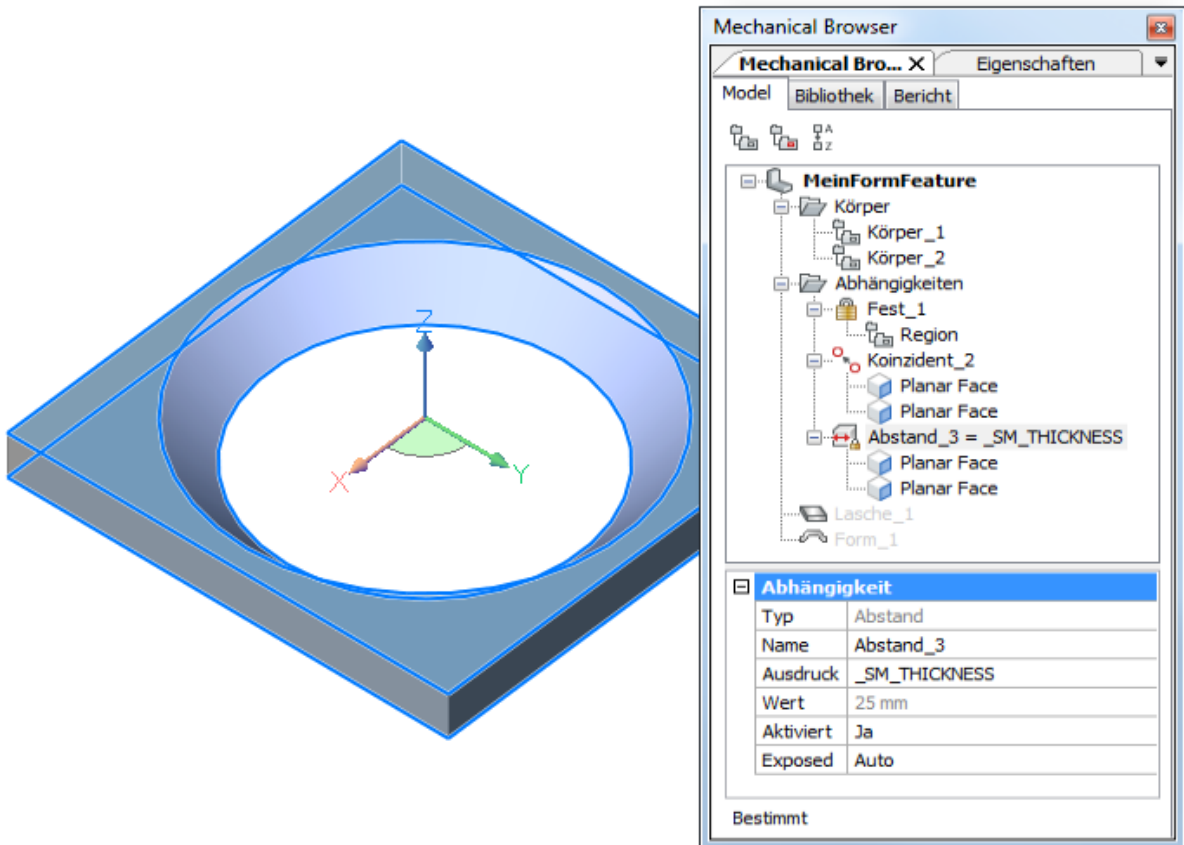 Mechanical Browser
Mechanical Bro... Eigenschaften
Model Bibliothek Bericht
A
Z
MeinFormFeature
Körper
Körper_1
Körper_2
Abhängigkeiten
Fest_1
Region
Koinzident_2
Planar Face
Planar Face
Abstand_3 = _SM_THICKNESS
Planar Face
Planar Face
Lasche_1
Form_1
Abhängigkeit
Typ Abstand
Name Abstand_3
Ausdruck _SM_THICKNESS
Wert 25 mm
Aktiviert Ja
Exposed Auto
Bestimmt
Z
X
Y